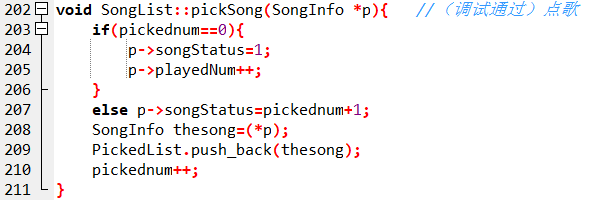 202 void SongList::pickSong(SongInfo *p){ //（调试通过）点歌
203 if(pickednum==0){
204 p->songStatus=1;
205 p->playedNum++;
206 }
207 else p->songStatus=pickednum+1;
208 SongInfo thesong=(*p);
209 PickedList.push_back(thesong);
210 pickednum++;
211 }